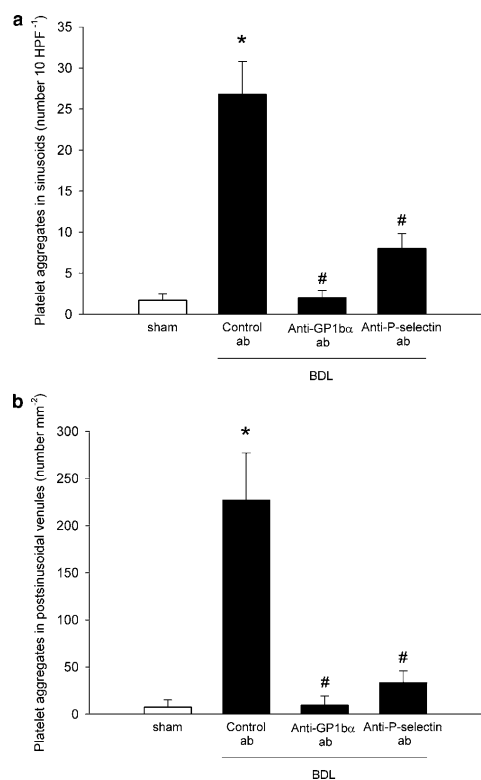 a
Platelet aggregates in sinusoids (number 10 HPF⁻¹)
35
30
25
20
15
10
5
0
*
#
#
sham
Control ab
Anti-GP1bα ab
Anti-P-selectin ab
BDL
b
Platelet aggregates in postsinusoidal venules (number mm⁻²)
300
250
200
150
100
50
0
*
#
#
sham
Control ab
Anti-GP1bα ab
Anti-P-selectin ab
BDL